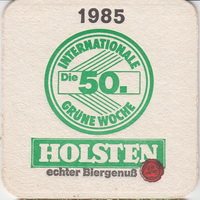 1985
INTERNATIONALE
Die 50.
GRÜNE WOCHE
HOLSTEN
echter Biergenuß